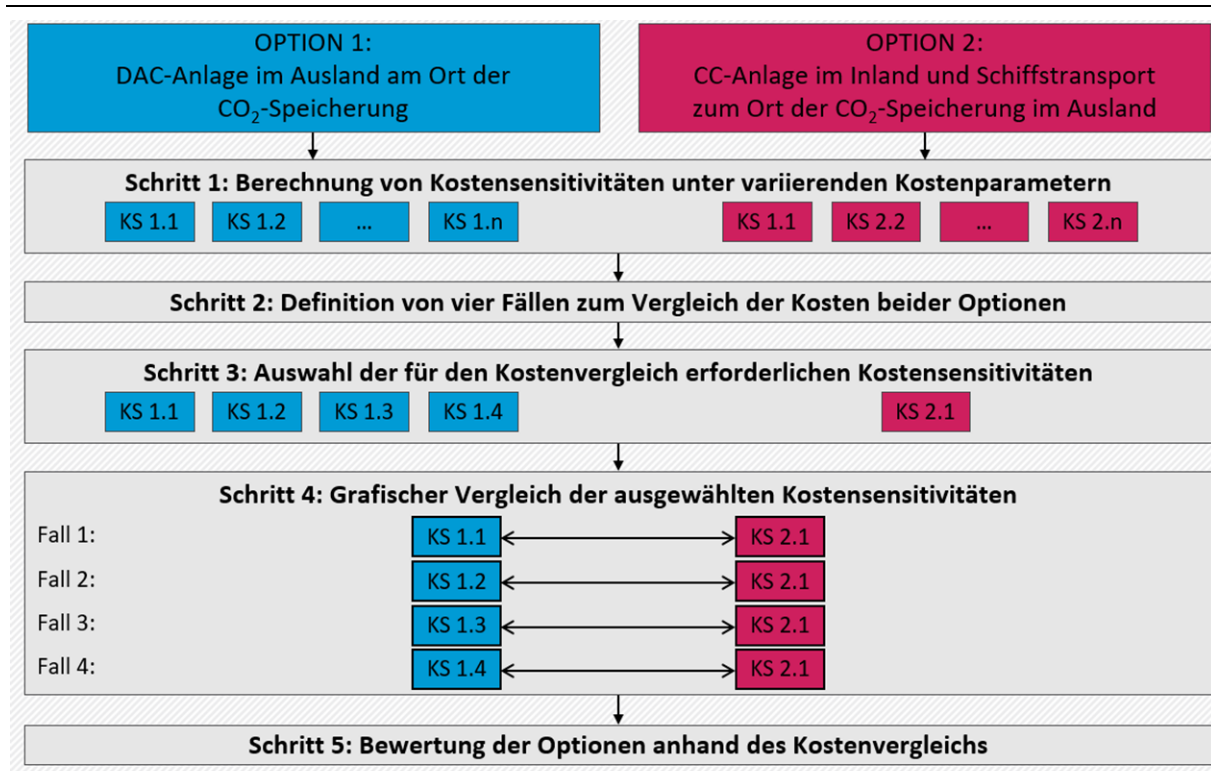 OPTION 1:
DAC-Anlage im Ausland am Ort der
CO₂-Speicherung
OPTION 2:
CC-Anlage im Inland und Schiffstransport
zum Ort der CO₂-Speicherung im Ausland
Schritt 1: Berechnung von Kostensensitivitäten unter variierenden Kostenparametern
KS 1.1 KS 1.2 ... KS 1.n KS 1.1 KS 2.2 ... KS 2.n
Schritt 2: Definition von vier Fällen zum Vergleich der Kosten beider Optionen
Schritt 3: Auswahl der für den Kostenvergleich erforderlichen Kostensensitivitäten
KS 1.1 KS 1.2 KS 1.3 KS 1.4 KS 2.1
Schritt 4: Grafischer Vergleich der ausgewählten Kostensensitivitäten
Fall 1: KS 1.1 KS 2.1
Fall 2: KS 1.2 KS 2.1
Fall 3: KS 1.3 KS 2.1
Fall 4: KS 1.4 KS 2.1
Schritt 5: Bewertung der Optionen anhand des Kostenvergleichs